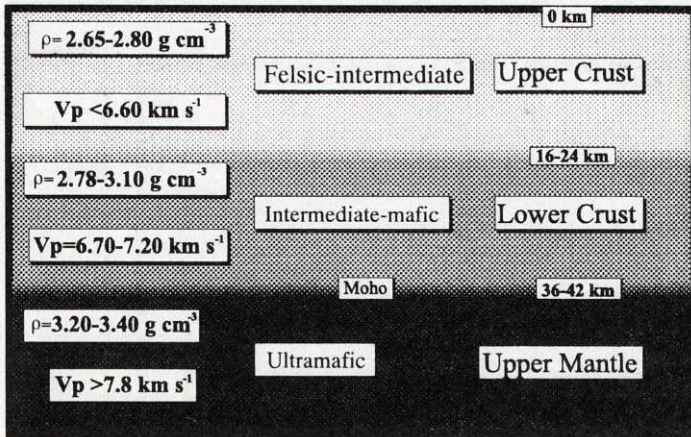 0 km
ρ= 2.65-2.80 g cm⁻³
Felsic-intermediate
Upper Crust
Vp <6.60 km s⁻¹
16-24 km
ρ= 2.78-3.10 g cm⁻³
Intermediate-mafic
Lower Crust
Vp=6.70-7.20 km s⁻¹
Moho
36-42 km
ρ=3.20-3.40 g cm⁻³
Ultramafic
Upper Mantle
Vp >7.8 km s⁻¹